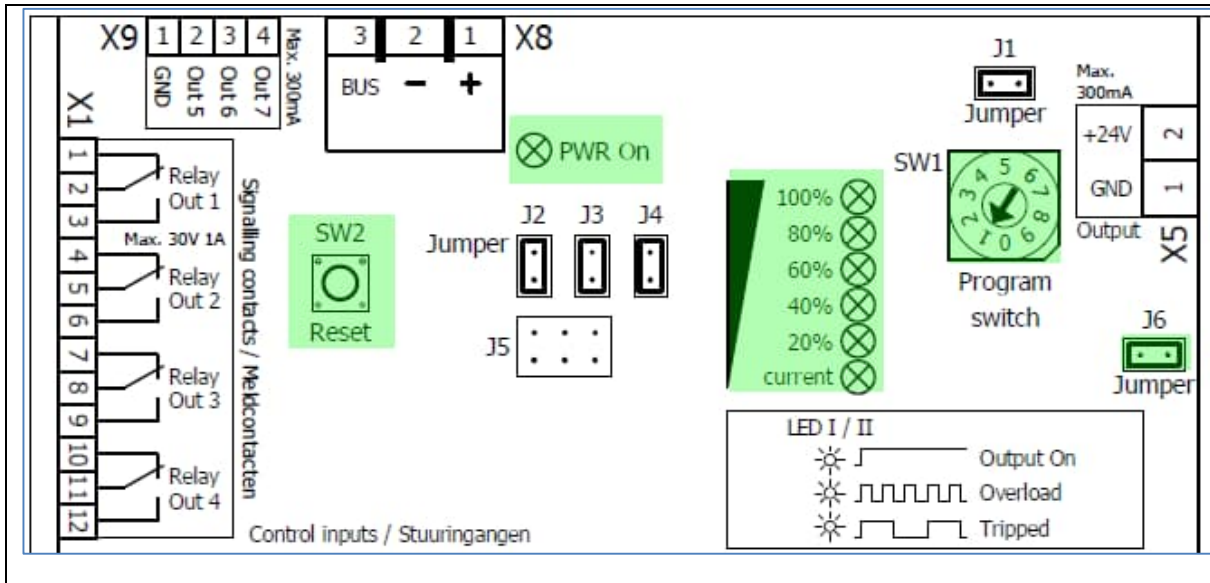 X9 1 2 3 4
GND
Out 5
Out 6
Out 7
Max. 300mA
3 2 1 X8
BUS − +
PWR On
J1
Jumper
Max.
300mA
+24V 2
GND 1
Output
X5
SW1
0 1 2 3 4 5 6 7 8 9
Program
switch
J6
Jumper
X1
1
2
3
4
5
6
7
8
9
10
11
12
Relay
Out 1
Max. 30V 1A
Relay
Out 2
Relay
Out 3
Relay
Out 4
Signalling contacts / Meldcontacten
SW2
Reset
J2 J3 J4
Jumper
J5
100%
80%
60%
40%
20%
current
LED I / II
Output On
Overload
Tripped
Control inputs / Stuuringangen